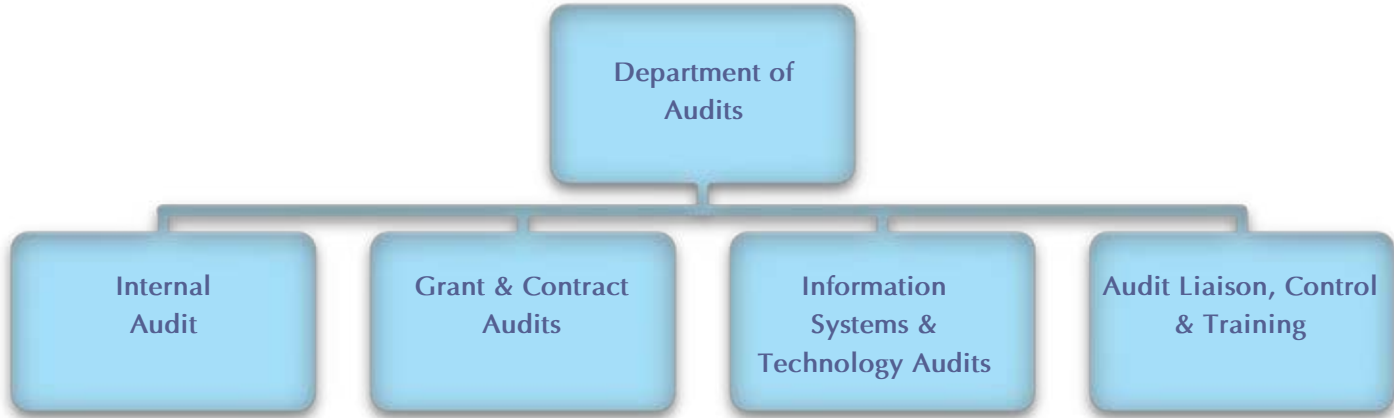 Department of
Audits
Internal
Audit
Grant & Contract
Audits
Information
Systems &
Technology Audits
Audit Liaison, Control
& Training